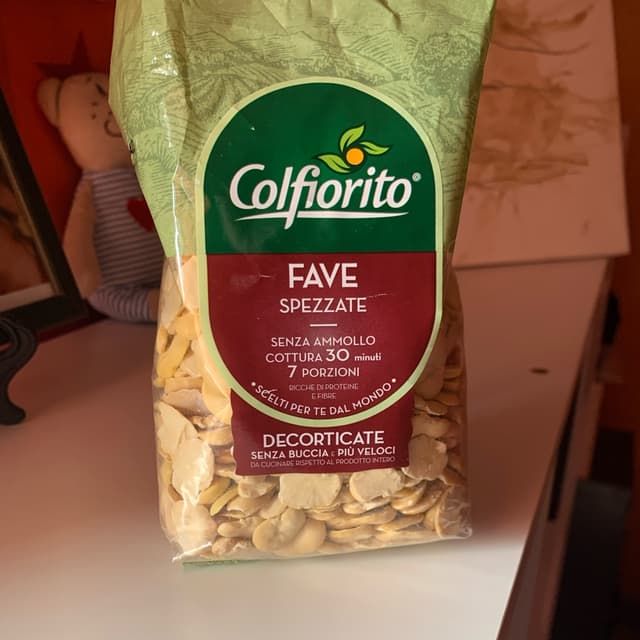 Colfiorito®
FAVE
SPEZZATE
SENZA AMMOLLO
COTTURA 30 minuti
7 PORZIONI
RICCHE DI PROTEINE
E FIBRE
• SCELTI PER TE DAL MONDO •
DECORTICATE
SENZA BUCCIA E PIÙ VELOCI
DA CUCINARE RISPETTO AL PRODOTTO INTERO